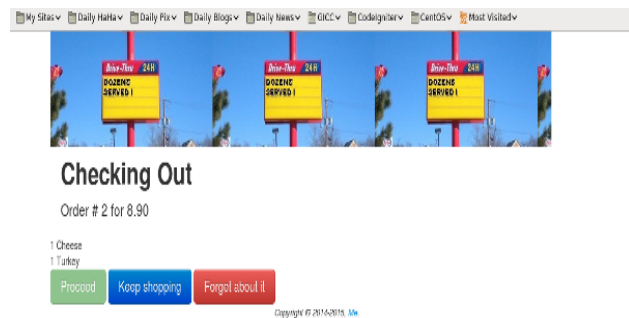 My Sites Daily HaHa Daily Pix Daily Blogs Daily News GICC CodeIgniter CentOS Most Visited
Drive-Thru 24H Drive-Thru 24H Drive-Thru 24H
DOZENS DOZENS DOZENS
SERVED ! SERVED ! SERVED !
Checking Out
Order # 2 for 8.90
1 Cheese
1 Turkey
Proceed Keep shopping Forget about it
Copyright © 2014-2015, Me.